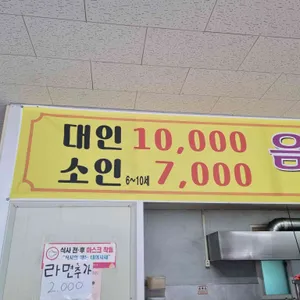 대인 10,000
소인 6~10세 7,000
음
식사 전·후 마스크 착용
라면추가
2,000